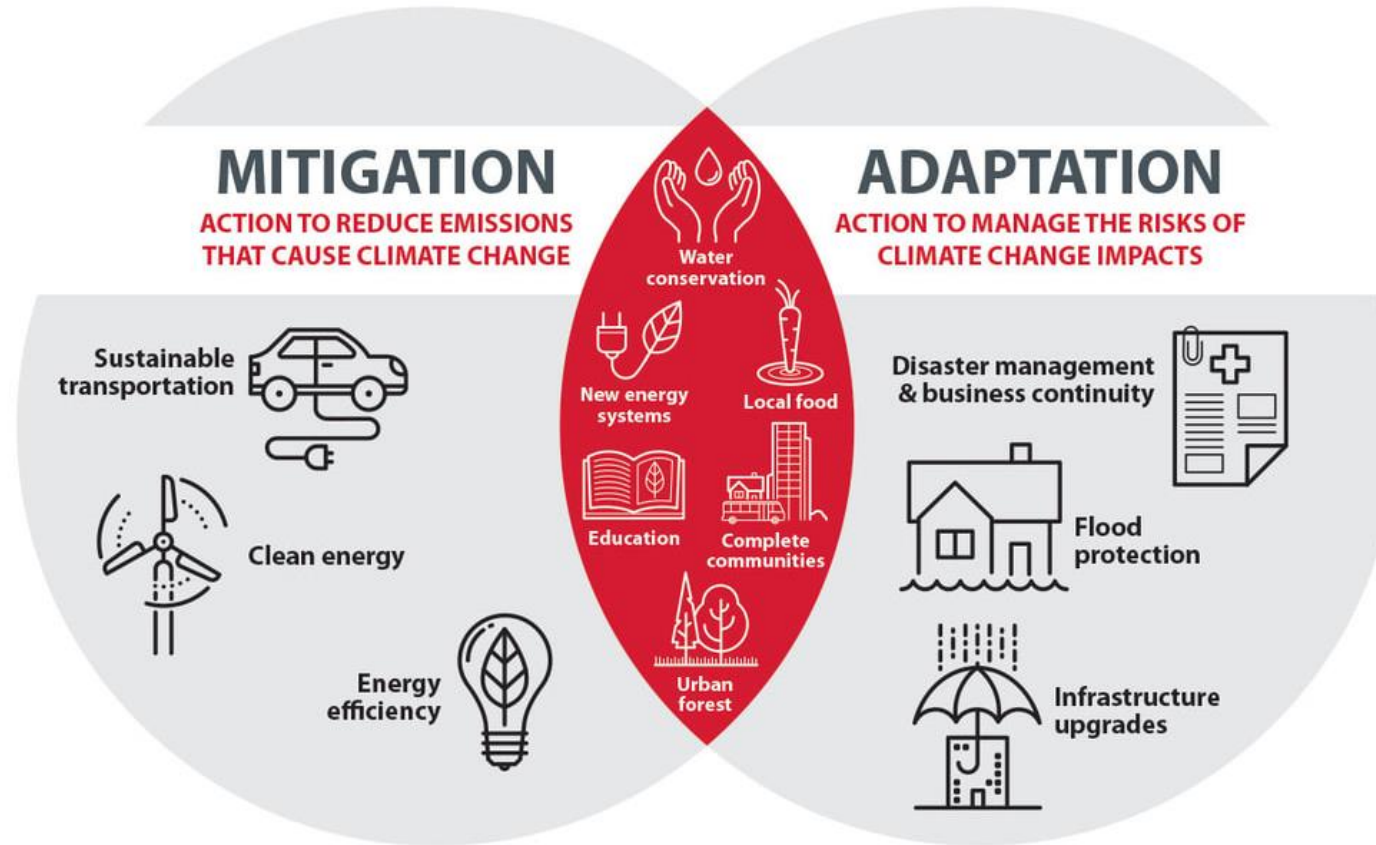 MITIGATION
ACTION TO REDUCE EMISSIONS
THAT CAUSE CLIMATE CHANGE
Sustainable
transportation
Clean energy
Energy
efficiency
Water
conservation
New energy
systems
Local food
Education
Complete
communities
Urban
forest
ADAPTATION
ACTION TO MANAGE THE RISKS OF
CLIMATE CHANGE IMPACTS
Disaster management
& business continuity
Flood
protection
Infrastructure
upgrades